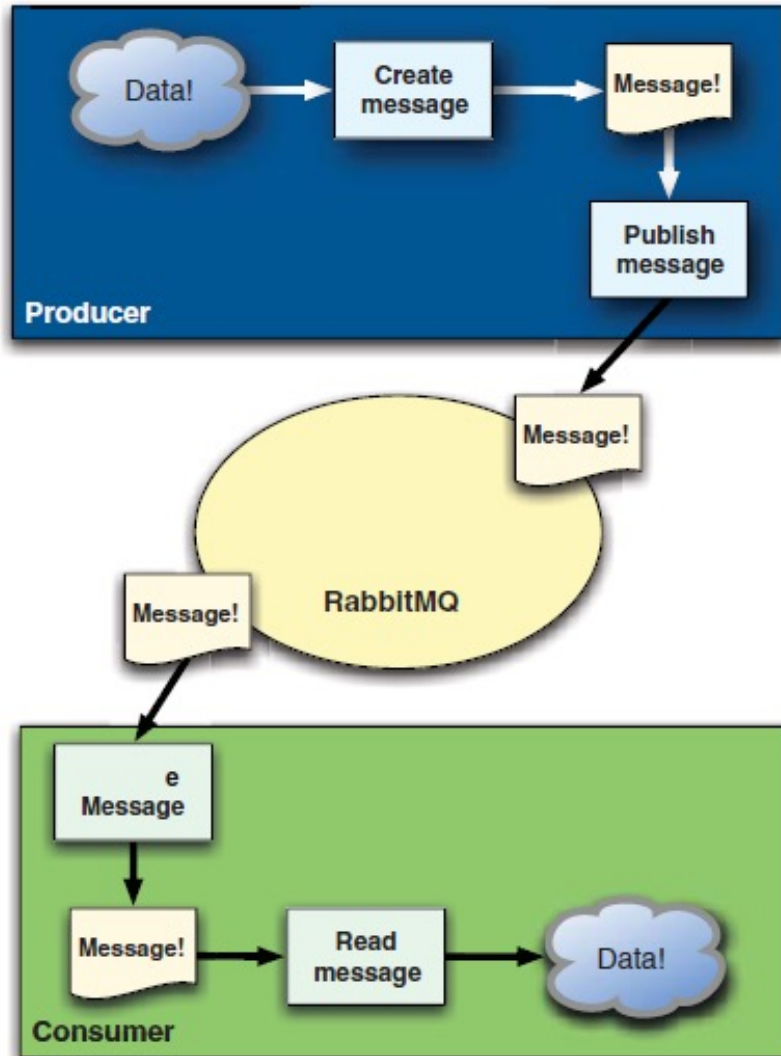 Data!
Create
message
Message!
Publish
message
Producer
Message!
RabbitMQ
Message!
e
Message
Message!
Read
message
Data!
Consumer